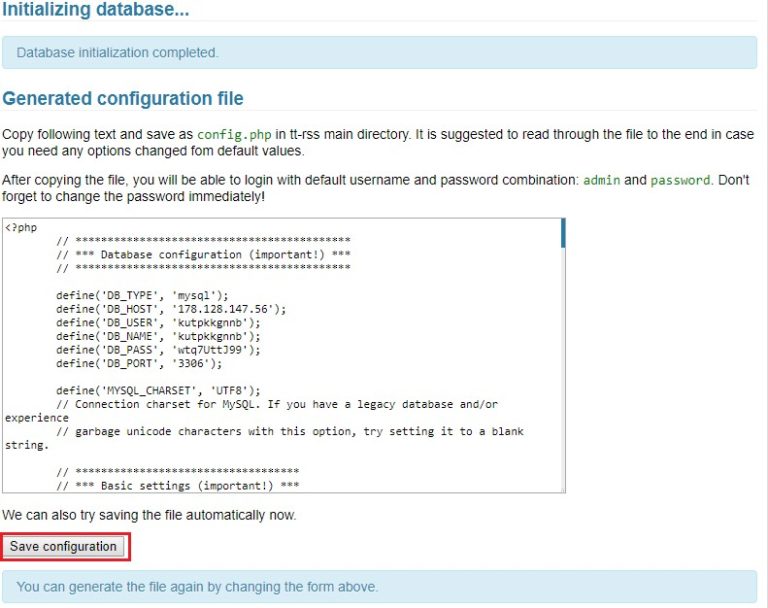 Initializing database...
Database initialization completed.
Generated configuration file
Copy following text and save as config.php in tt-rss main directory. It is suggested to read through the file to the end in case
you need any options changed fom default values.
After copying the file, you will be able to login with default username and password combination: admin and password. Don't
forget to change the password immediately!
<?php
// *******************************************
// *** Database configuration (important!) ***
// *******************************************
define('DB_TYPE', 'mysql');
define('DB_HOST', '178.128.147.56');
define('DB_USER', 'kutpkkgnnb');
define('DB_NAME', 'kutpkkgnnb');
define('DB_PASS', 'wtq7UttJ99');
define('DB_PORT', '3306');
define('MYSQL_CHARSET', 'UTF8');
// Connection charset for MySQL. If you have a legacy database and/or
experience
// garbage unicode characters with this option, try setting it to a blank
string.
// ***********************************
// *** Basic settings (important!) ***
We can also try saving the file automatically now.
Save configuration
You can generate the file again by changing the form above.